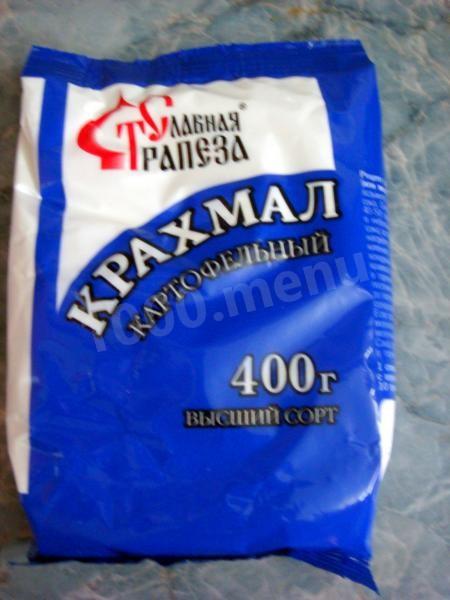 Славная®
Трапеза
КРАХМАЛ
КАРТОФЕЛЬНЫЙ
1000.menu
400г
ВЫСШИЙ СОРТ